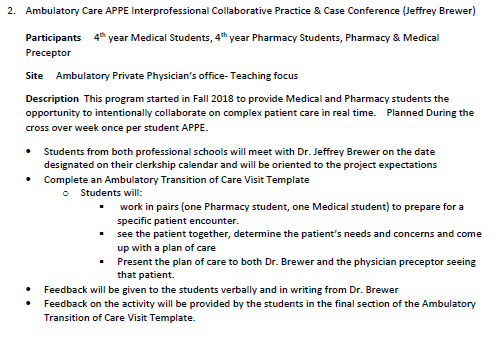 2. Ambulatory Care APPE Interprofessional Collaborative Practice & Case Conference (Jeffrey Brewer)
Participants 4th year Medical Students, 4th year Pharmacy Students, Pharmacy & Medical
Preceptor
Site Ambulatory Private Physician's office- Teaching focus
Description This program started in Fall 2018 to provide Medical and Pharmacy students the
opportunity to intentionally collaborate on complex patient care in real time. Planned During the
cross over week once per student APPE.
• Students from both professional schools will meet with Dr. Jeffrey Brewer on the date
designated on their clerkship calendar and will be oriented to the project expectations
• Complete an Ambulatory Transition of Care Visit Template
o Students will:
▪ work in pairs (one Pharmacy student, one Medical student) to prepare for a
specific patient encounter.
▪ see the patient together, determine the patient's needs and concerns and come
up with a plan of care
▪ Present the plan of care to both Dr. Brewer and the physician preceptor seeing
that patient.
• Feedback will be given to the students verbally and in writing from Dr. Brewer
• Feedback on the activity will be provided by the students in the final section of the Ambulatory
Transition of Care Visit Template.